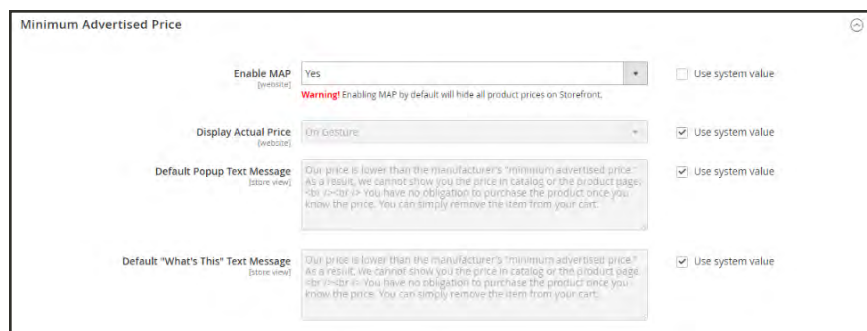 Minimum Advertised Price
Enable MAP
[website]
Yes
Use system value
Warning! Enabling MAP by default will hide all product prices on Storefront.
Display Actual Price
[website]
On Gesture
Use system value
Default Popup Text Message
[store view]
Our price is lower than the manufacturer's "minimum advertised price."
As a result, we cannot show you the price in catalog or the product page.
<br /><br /> You have no obligation to purchase the product once you
know the price. You can simply remove the item from your cart.
Use system value
Default "What's This" Text Message
[store view]
Our price is lower than the manufacturer's "minimum advertised price."
As a result, we cannot show you the price in catalog or the product page.
<br /><br /> You have no obligation to purchase the product once you
know the price. You can simply remove the item from your cart.
Use system value